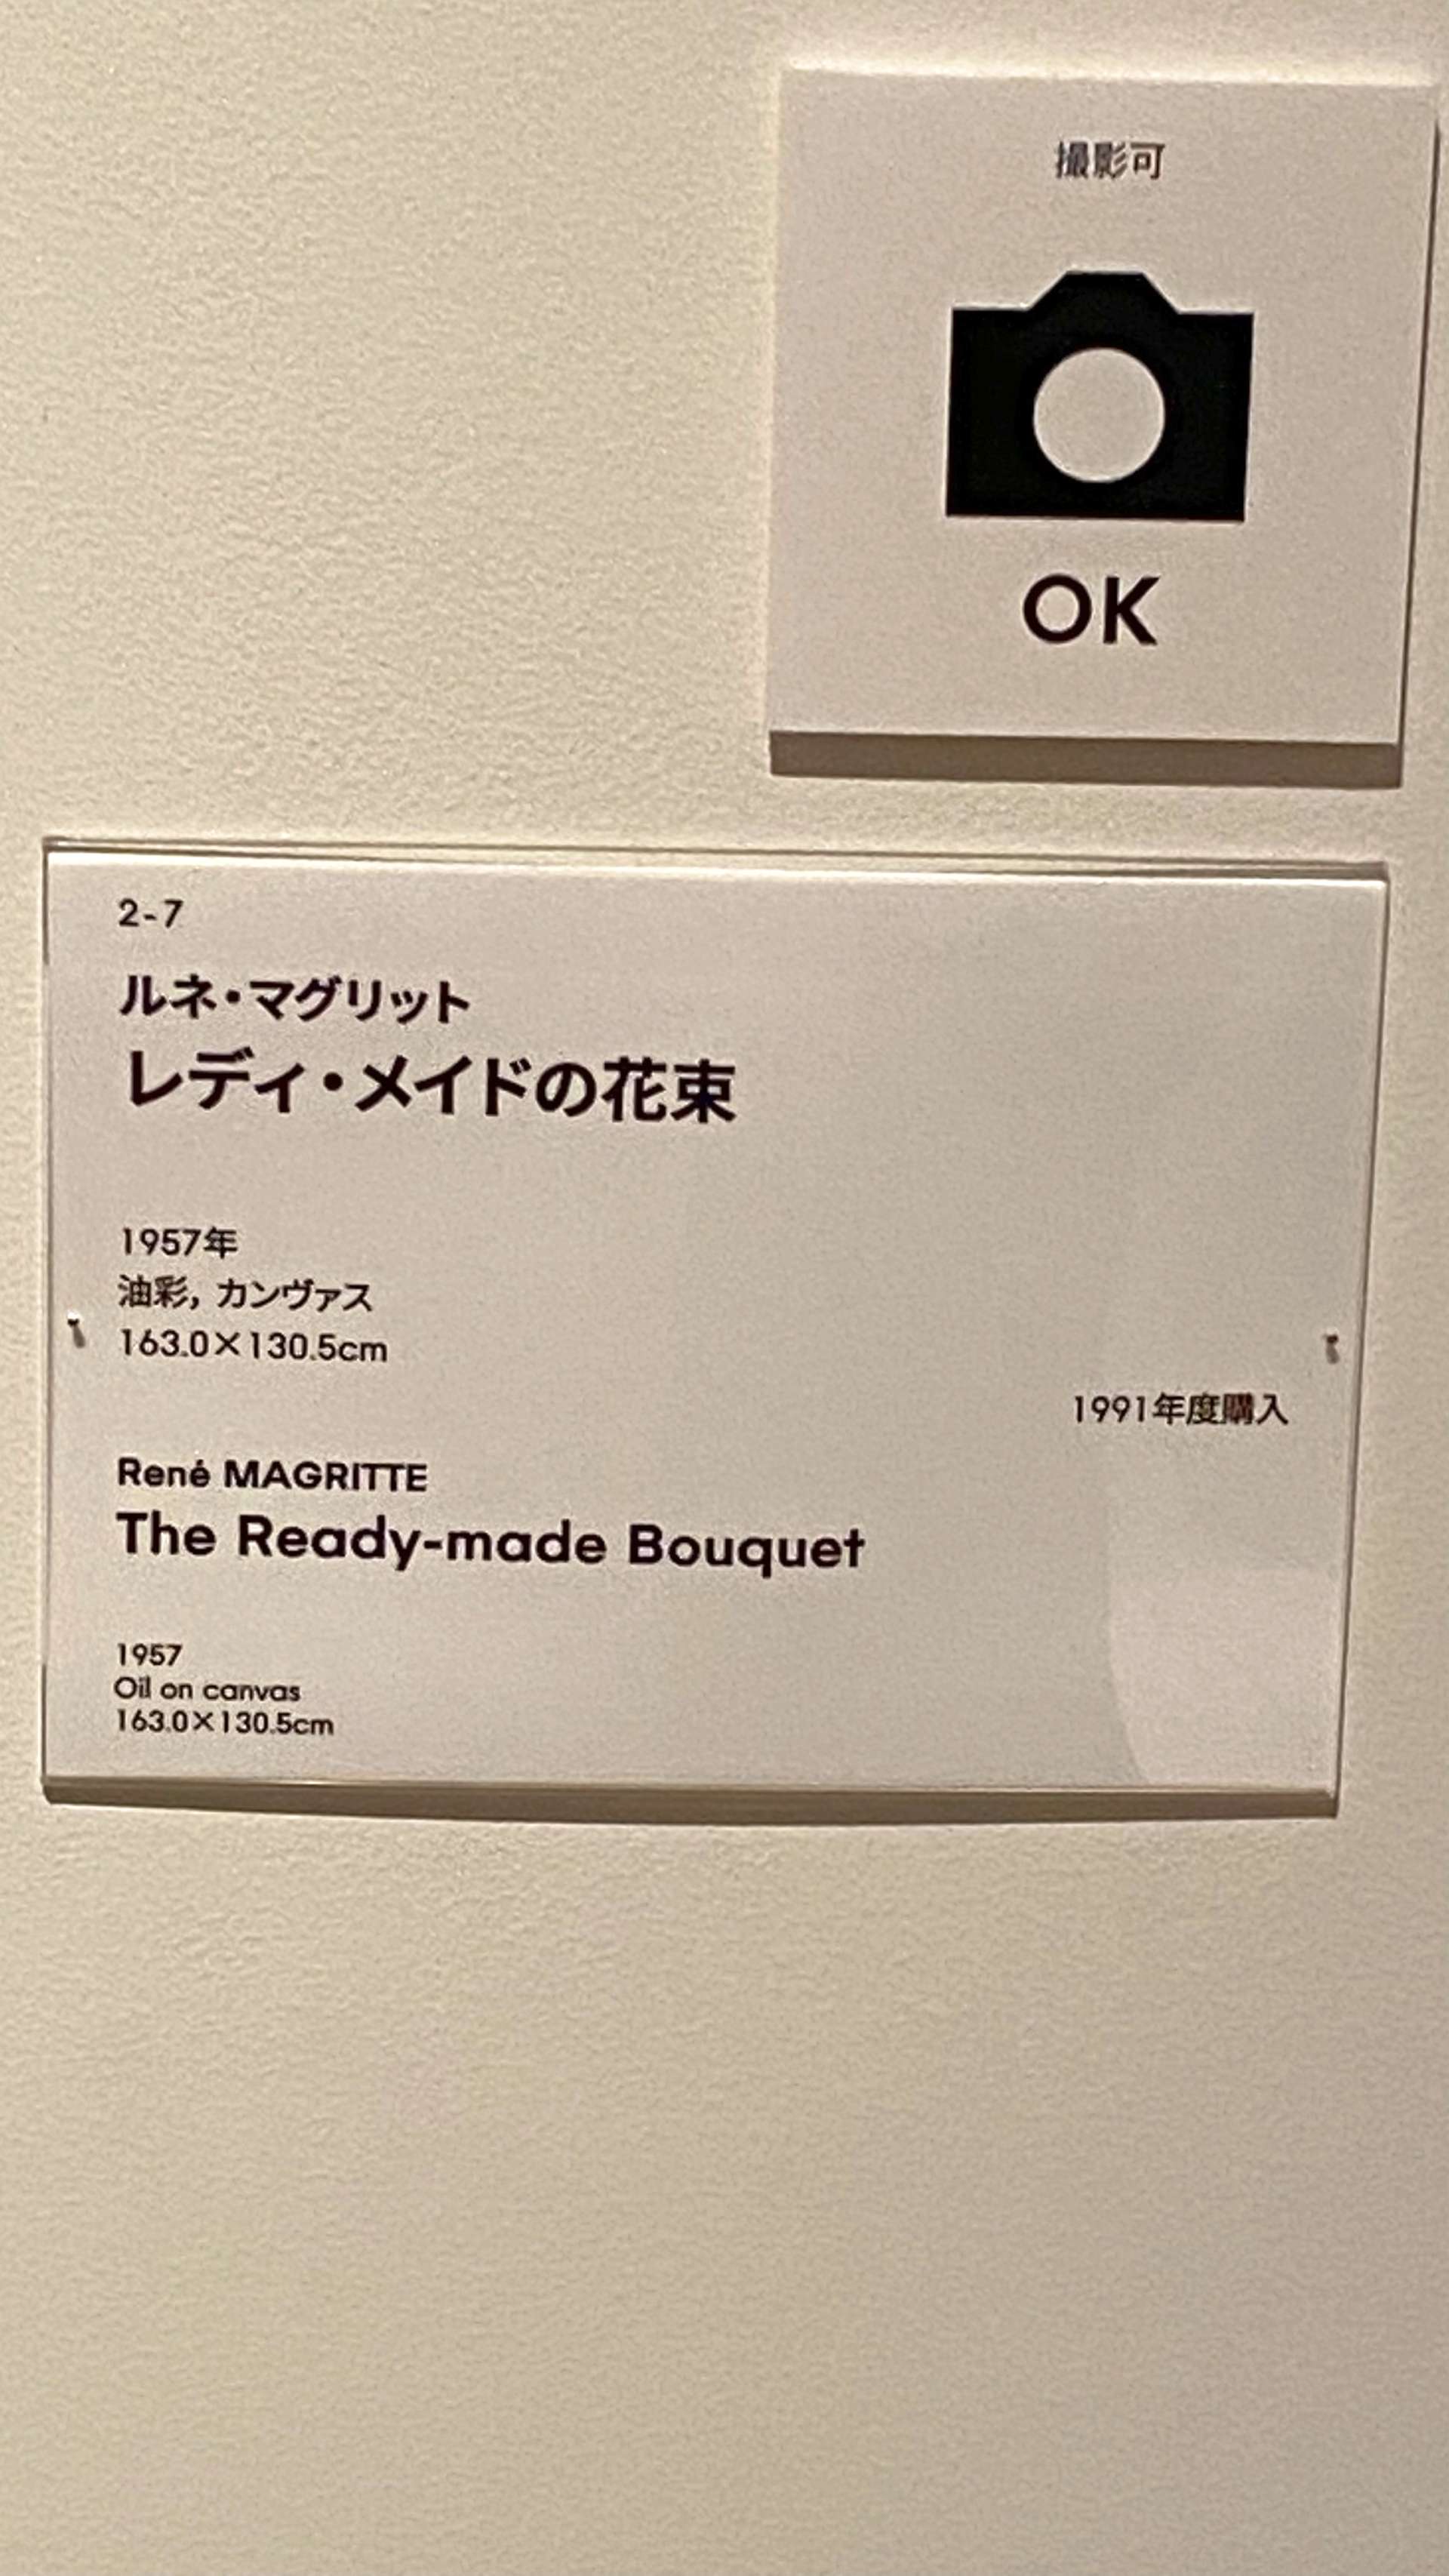 撮影可
OK
2-7
ルネ・マグリット
レディ・メイドの花束
1957年
油彩, カンヴァス
163.0×130.5cm
1991年度購入
René MAGRITTE
The Ready-made Bouquet
1957
Oil on canvas
163.0×130.5cm